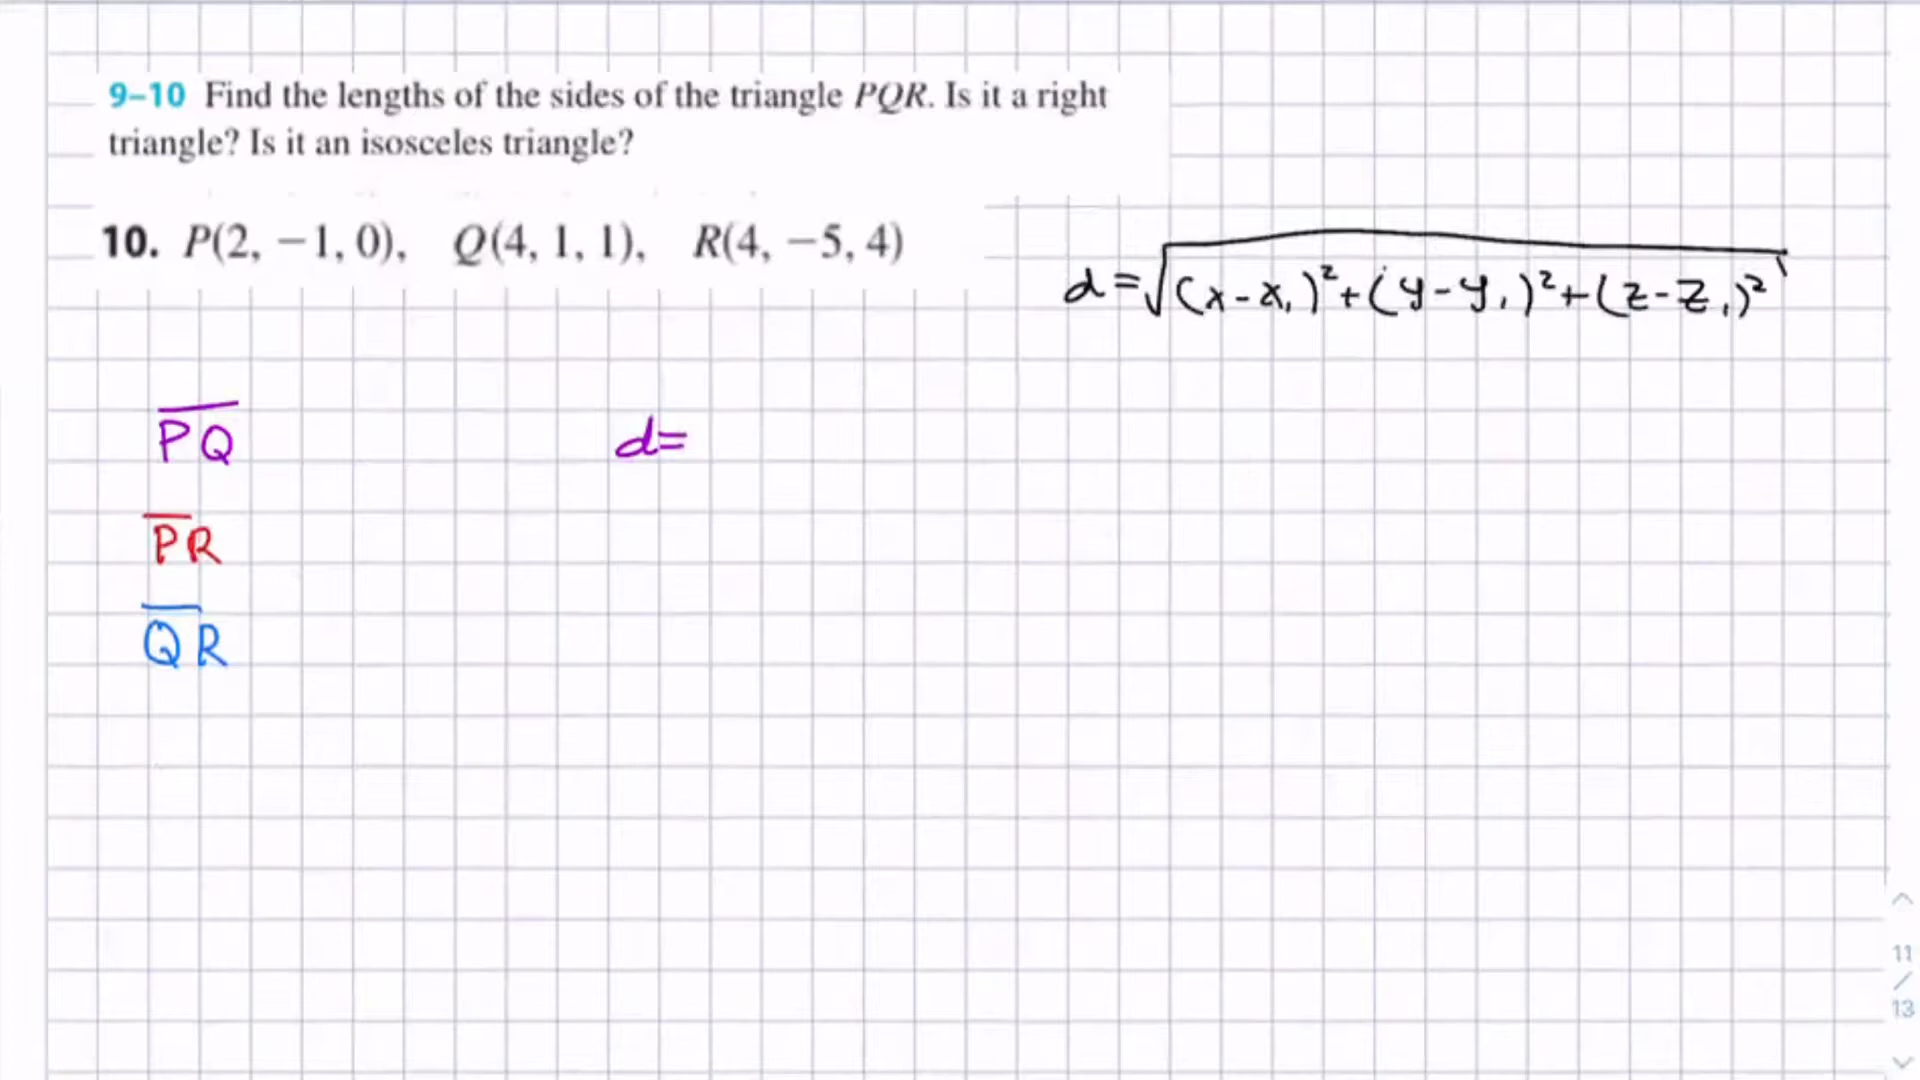 9–10 Find the lengths of the sides of the triangle PQR. Is it a right
triangle? Is it an isosceles triangle?
10. P(2, −1, 0), Q(4, 1, 1), R(4, −5, 4)
d=√(x-x₁)²+(y-y₁)²+(z-z₁)²
PQ d=
PR
QR
11
/
13